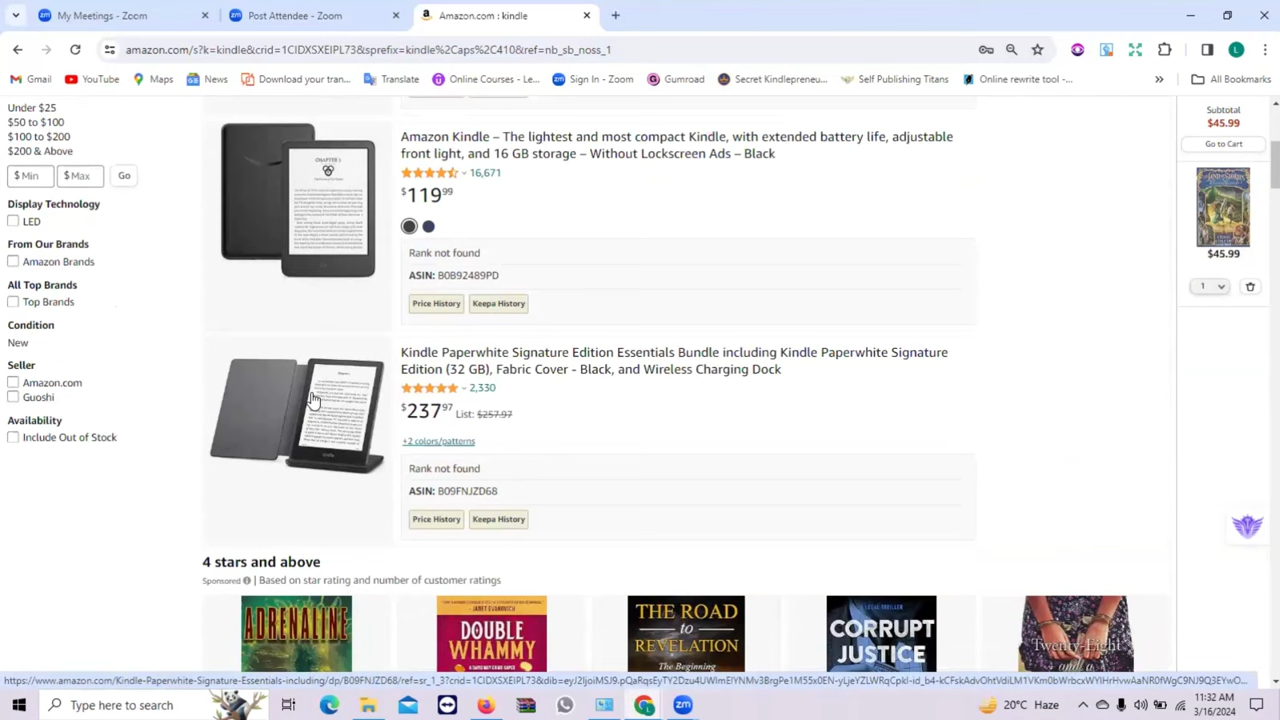 My Meetings - Zoom
Post Attendee - Zoom
Amazon.com : kindle
amazon.com/s?k=kindle&crid=1CIDXSXEIPL73&sprefix=kindle%2Caps%2C410&ref=nb_sb_noss_1
L
Gmail
YouTube
Maps
News
Download your tran...
Translate
Online Courses - Le...
Sign In - Zoom
Gumroad
Secret Kindlepreneu...
Self Publishing Titans
Online rewrite tool -...
All Bookmarks
Under $25
$50 to $100
$100 to $200
$200 & Above
$ Min
$ Max
Go
Display Technology
LED
From Our Brands
Amazon Brands
All Top Brands
Top Brands
Condition
New
Seller
Amazon.com
Guoshi
Availability
Include Out of Stock
CHAPTER 1
Amazon Kindle – The lightest and most compact Kindle, with extended battery life, adjustable
front light, and 16 GB storage – Without Lockscreen Ads – Black
16,671
$119.99
Rank not found
ASIN: B0B92489PD
Price History
Keepa History
Kindle Paperwhite Signature Edition Essentials Bundle including Kindle Paperwhite Signature
Edition (32 GB), Fabric Cover - Black, and Wireless Charging Dock
2,330
$237.97 List: $257.97
+2 colors/patterns
Rank not found
ASIN: B09FNJZD68
Price History
Keepa History
4 stars and above
Sponsored | Based on star rating and number of customer ratings
ADRENALINE
DOUBLE
WHAMMY
THE ROAD
to
REVELATION
The Beginning
CORRUPT
JUSTICE
Twenty-Eight
and a
Subtotal
$45.99
Go to Cart
$45.99
1
Type here to search
20°C Haze
11:32 AM
3/16/2024